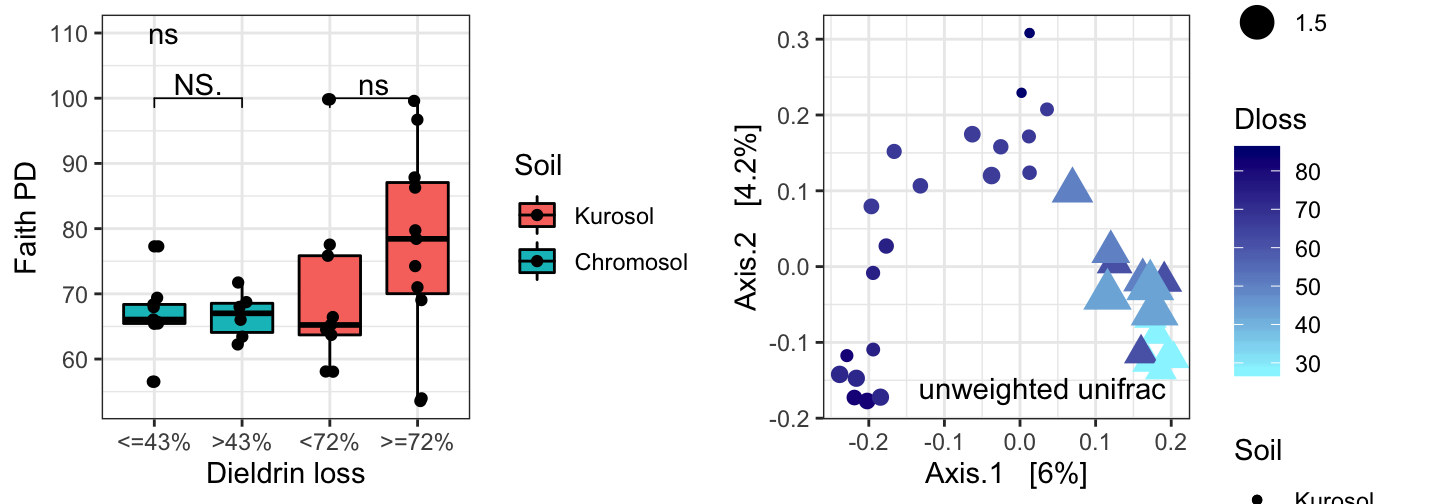 Faith PD
110
100
90
80
70
60
ns
NS.
ns
<=43%
>43%
<72%
>=72%
Dieldrin loss
Soil
Kurosol
Chromosol
Axis.2 [4.2%]
0.3
0.2
0.1
0.0
-0.1
-0.2
unweighted unifrac
-0.2
-0.1
0.0
0.1
0.2
Axis.1 [6%]
1.5
Dloss
80
70
60
50
40
30
Soil
Kurosol